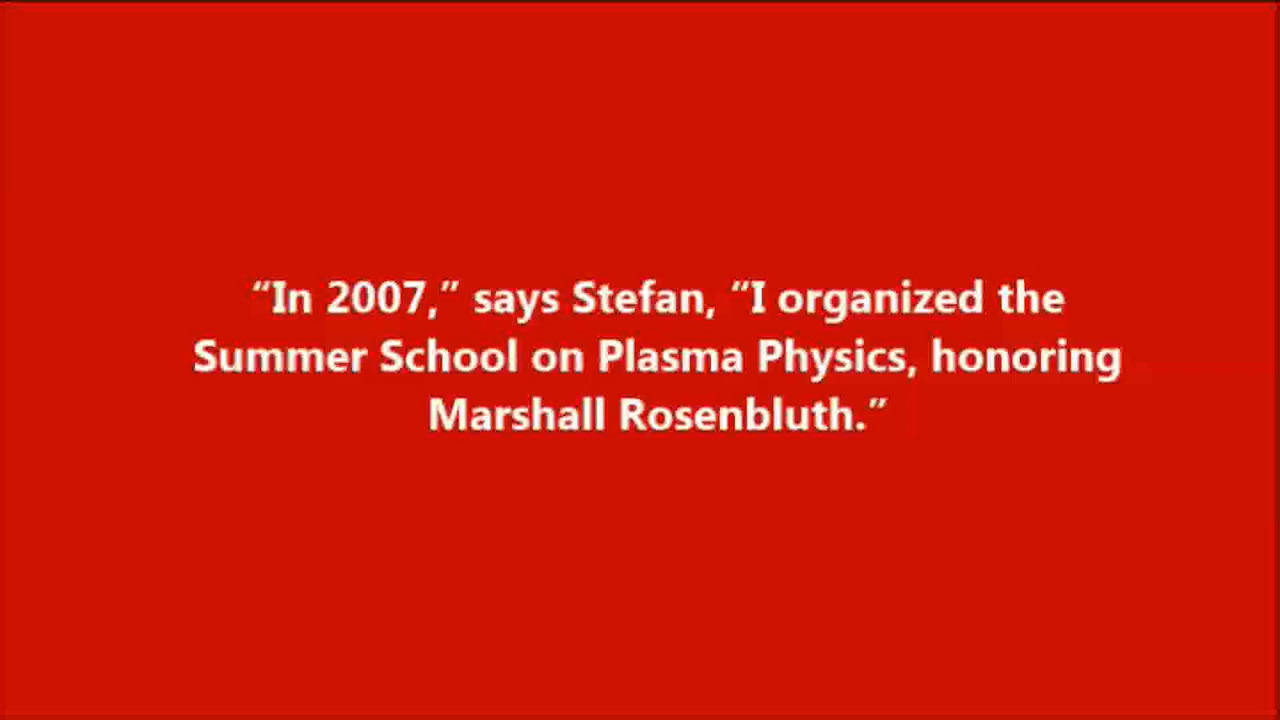 “In 2007,” says Stefan, “I organized the
Summer School on Plasma Physics, honoring
Marshall Rosenbluth.”